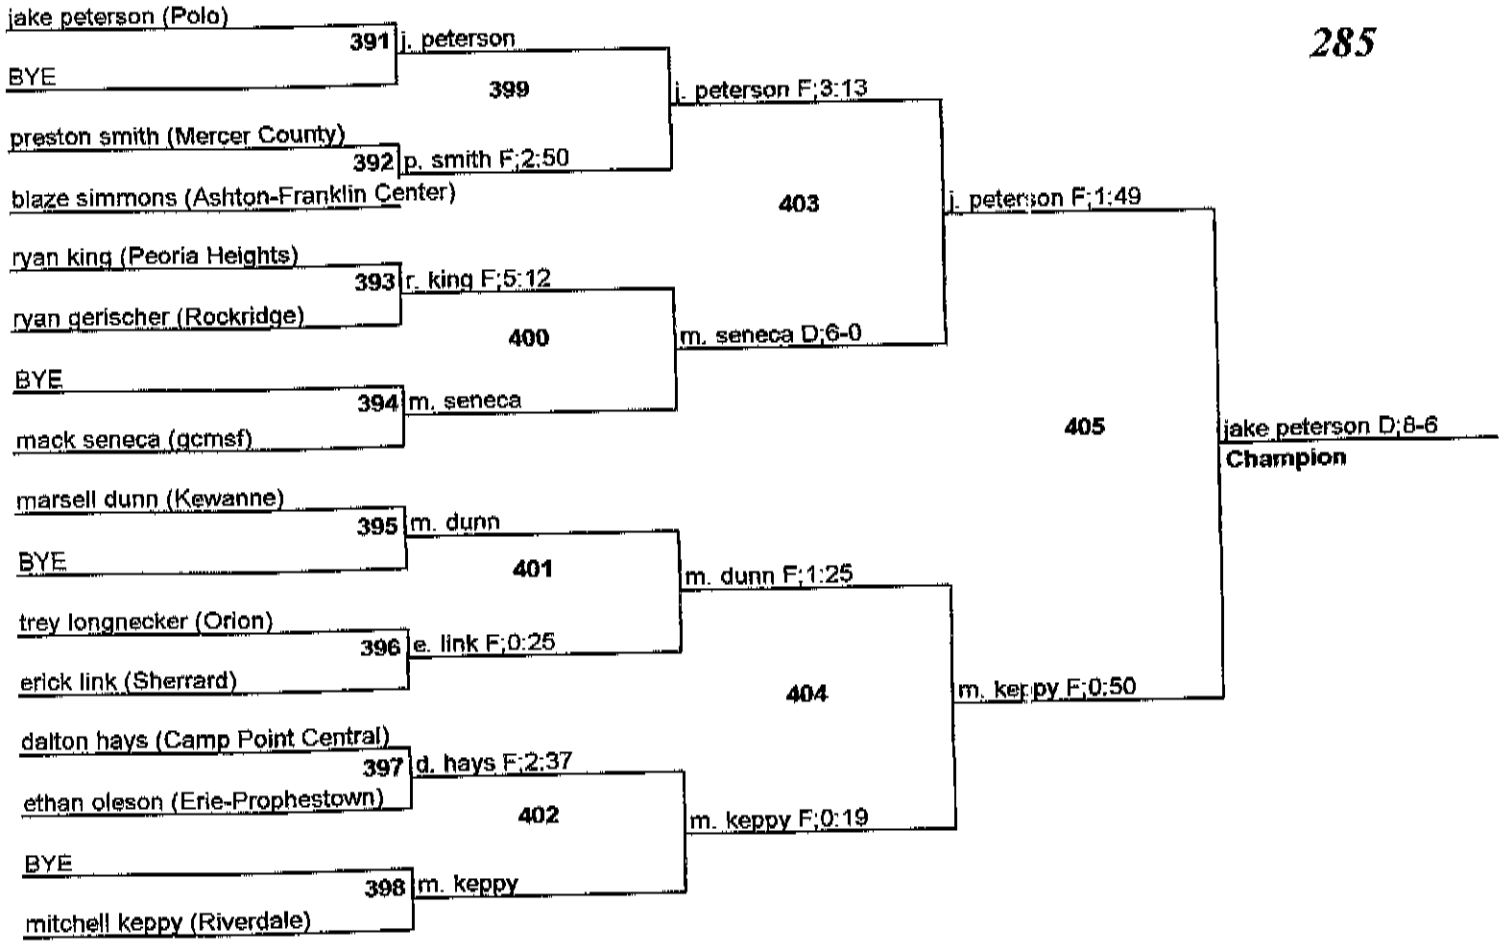 285
jake peterson (Polo)
391 j. peterson
BYE
399
j. peterson F;3:13
preston smith (Mercer County)
392 p. smith F;2:50
blaze simmons (Ashton-Franklin Center)
403
j. peterson F;1:49
ryan king (Peoria Heights)
393 r. king F;5:12
ryan gerischer (Rockridge)
400
m. seneca D;6-0
BYE
394 m. seneca
mack seneca (gcmsf)
405
jake peterson D;8-6
Champion
marsell dunn (Kewanne)
395 m. dunn
BYE
401
m. dunn F;1:25
trey longnecker (Orion)
396 e. link F;0:25
erick link (Sherrard)
404
m. keppy F;0:50
dalton hays (Camp Point Central)
397 d. hays F;2:37
ethan oleson (Erie-Prophestown)
402
m. keppy F;0:19
BYE
398 m. keppy
mitchell keppy (Riverdale)